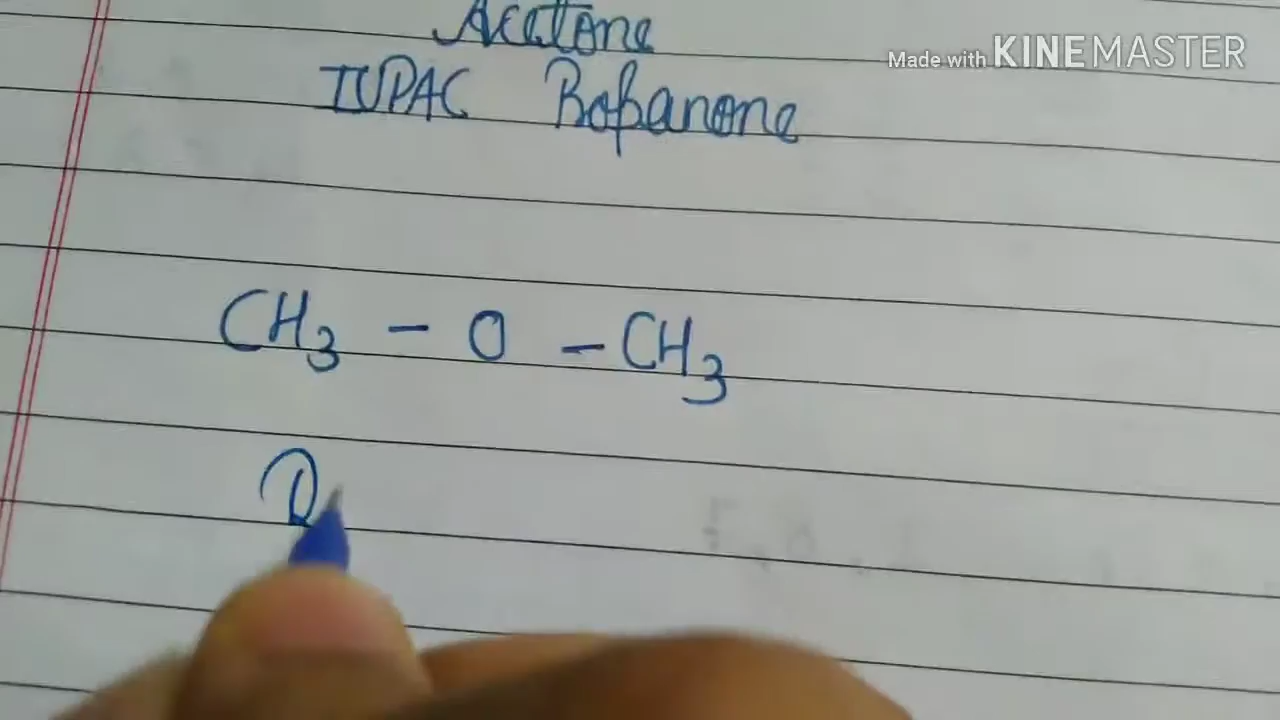 Acetone
Made with KINEMASTER
IUPAC Propanone
CH3 - O - CH3
D